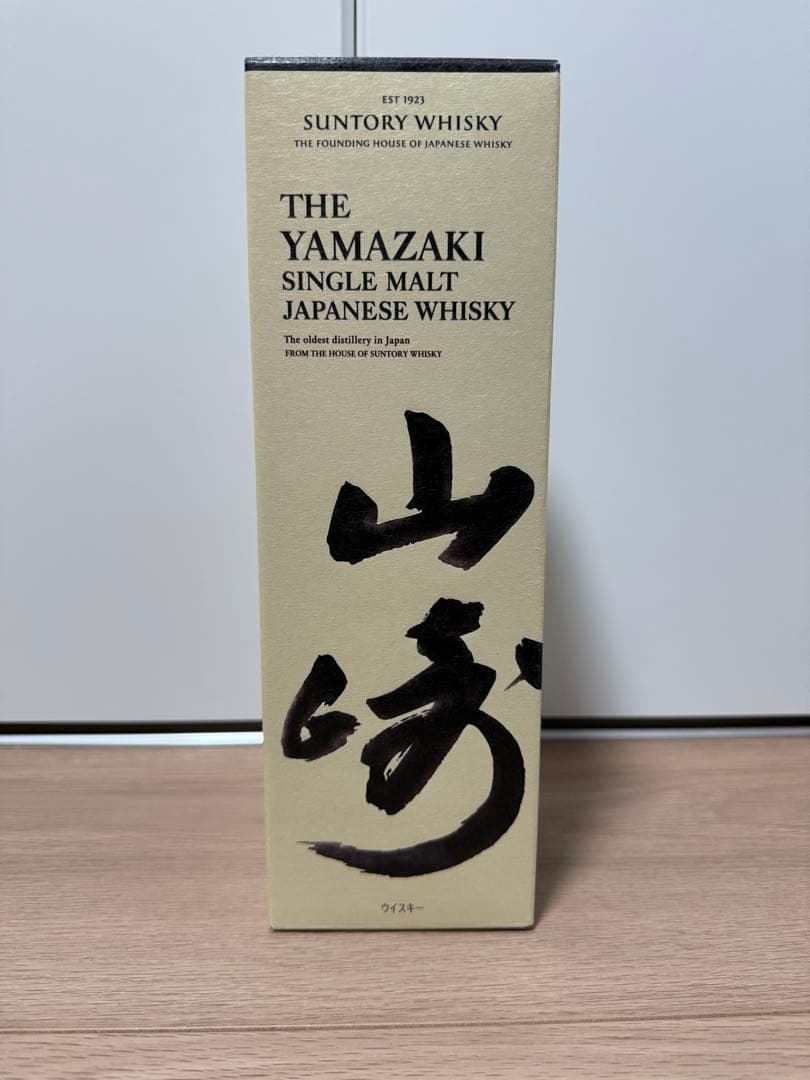 EST 1923
SUNTORY WHISKY
THE FOUNDING HOUSE OF JAPANESE WHISKY
THE
YAMAZAKI
SINGLE MALT
JAPANESE WHISKY
The oldest distillery in Japan
FROM THE HOUSE OF SUNTORY WHISKY
山
崎
ウイスキー